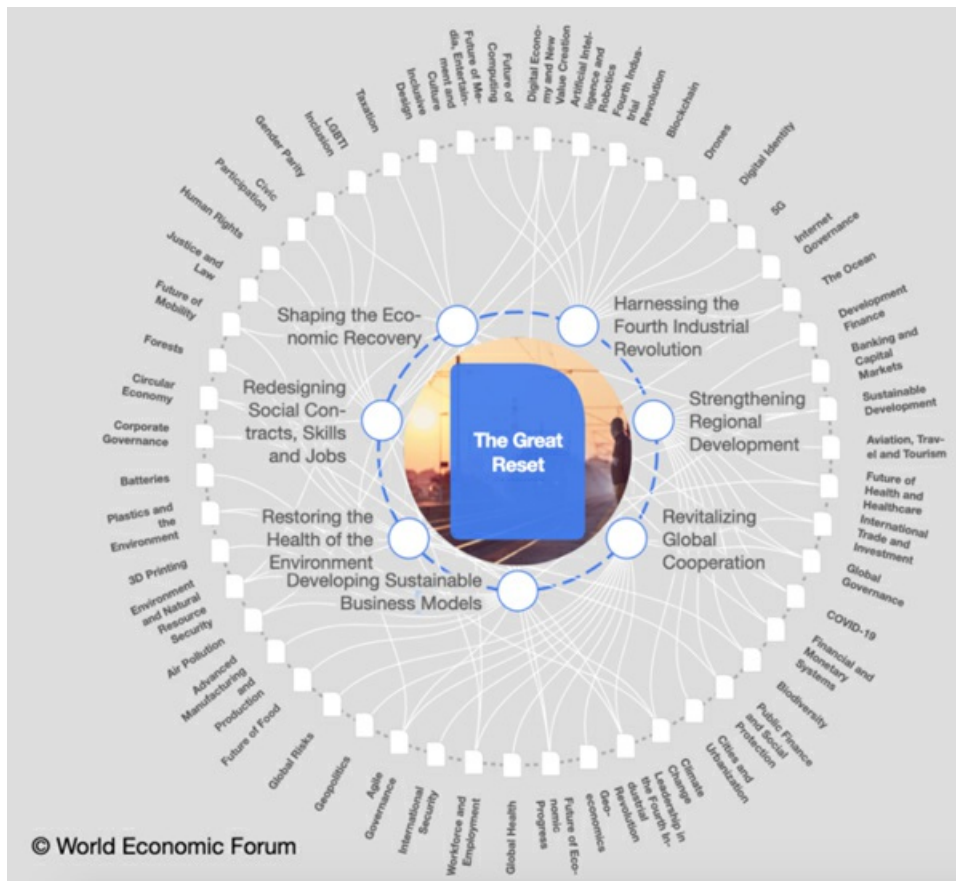 Digital Econo-
my and New
Value Creation
Artificial Intel-
ligence and
Robotics
Fourth Indus-
trial
Revolution
Blockchain
Drones
Digital Identity
5G
Internet
Governance
The Ocean
Development
Finance
Banking and
Capital
Markets
Sustainable
Development
Aviation, Trav-
el and Tourism
Future of
Health and
Healthcare
International
Trade and
Investment
Global
Governance
COVID-19
Financial and
Monetary
Systems
Biodiversity
Public Finance
and Social
Protection
Cities and
Urbanization
Climate
Change
Leadership in
the Fourth In-
dustrial
Revolution
Geo-
economics
Future of Eco-
nomic
Progress
Global Health
Workforce and
Employment
International
Security
Agile
Governance
Geopolitics
Global Risks
Future of Food
Advanced
Manufacturing
and
Production
Air Pollution
Environment
and Natural
Resource
Security
3D Printing
Plastics and
the
Environment
Batteries
Corporate
Governance
Circular
Economy
Forests
Future of
Mobility
Justice and
Law
Human Rights
Civic
Participation
Gender Parity
LGBTI
Inclusion
Taxation
Inclusive
Design
Future of Me-
dia, Entertain-
ment and
Culture
Future of
Computing
Shaping the Eco-
nomic Recovery
Harnessing the
Fourth Industrial
Revolution
Redesigning
Social Con-
tracts, Skills
and Jobs
Strengthening
Regional
Development
The Great
Reset
Restoring the
Health of the
Environment
Revitalizing
Global
Cooperation
Developing Sustainable
Business Models
© World Economic Forum